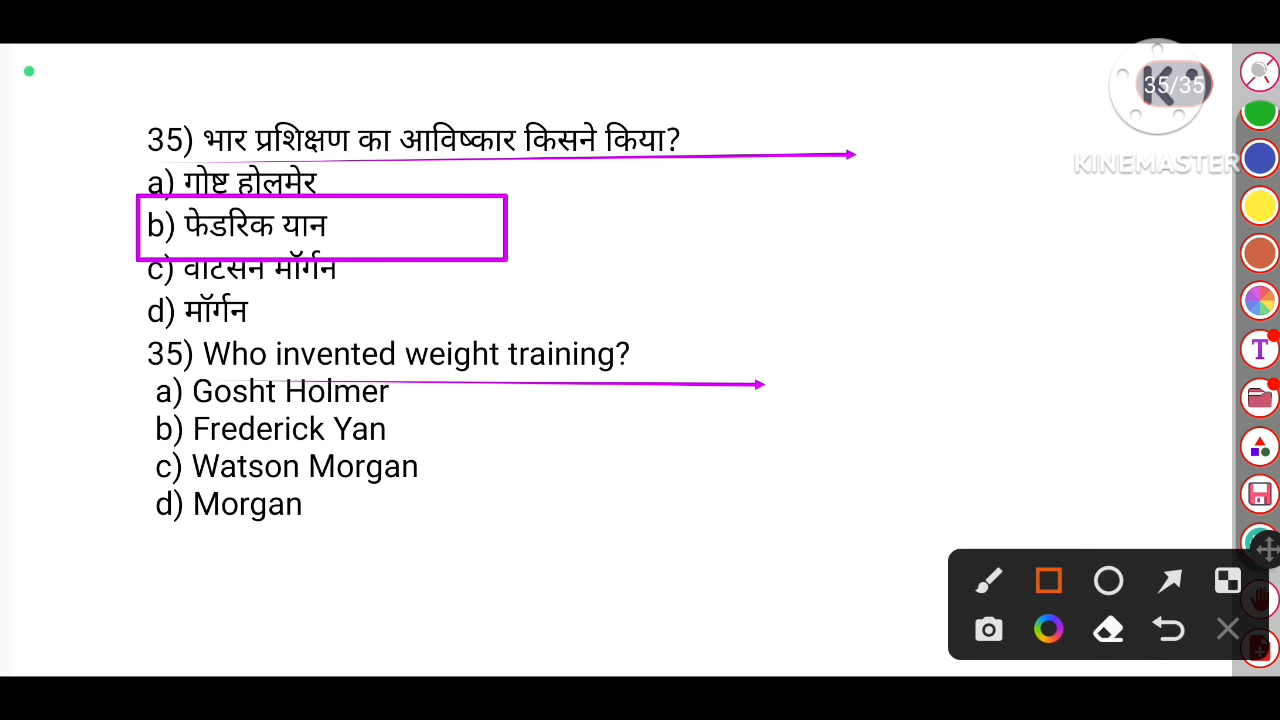 35/35
KINEMASTER
35) भार प्रशिक्षण का आविष्कार किसने किया?
a) गोष्ट होलमेर
b) फेडरिक यान
c) वाटसन मॉर्गन
d) मॉर्गन
35) Who invented weight training?
a) Gosht Holmer
b) Frederick Yan
c) Watson Morgan
d) Morgan
T